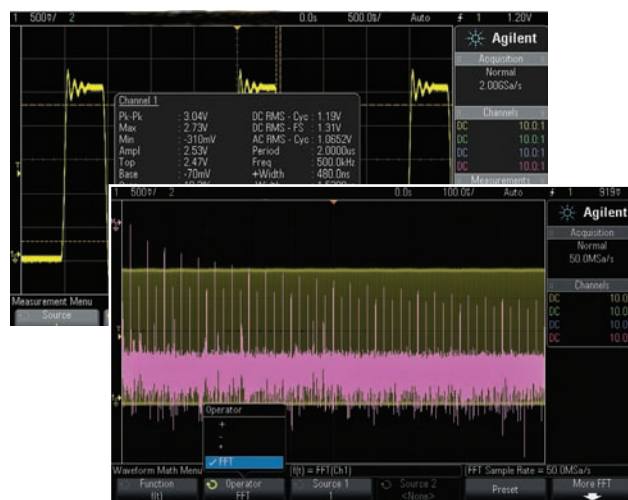 1 500▽/ 2 0.0s 500.0▽/ Auto 1 1.20V
Agilent
Acquisition
Normal
2.00GSa/s
Channels
DC 10.0:1
DC 10.0:1
DC 10.0:1
DC 10.0:1
Measurements
Channel 1
Pk-Pk : 3.04V DC RMS - Cyc : 1.19V
Max : 2.73V DC RMS - FS : 1.31V
Min : -310mV AC RMS - Cyc : 1.0652V
Ampl : 2.53V Period : 2.0000us
Top : 2.47V Freq : 500.0kHz
Base : -70mV +Width : 480.0ns
Measurement Menu
Source
1 500▽/ 2 0.0s 100.0▽/ Auto 1 919▽
Agilent
Acquisition
Normal
50.0MSa/s
Channels
DC 10.0
DC 10.0
DC 10.0
DC 10.0
Operator
+
-
*
FFT
Waveform Math Menu f(t) = FFT(Ch1) FFT Sample Rate = 50.0MSa/s
Function Operator Source 1 Source 2 Preset More FFT
f(t) FFT 1 <None>